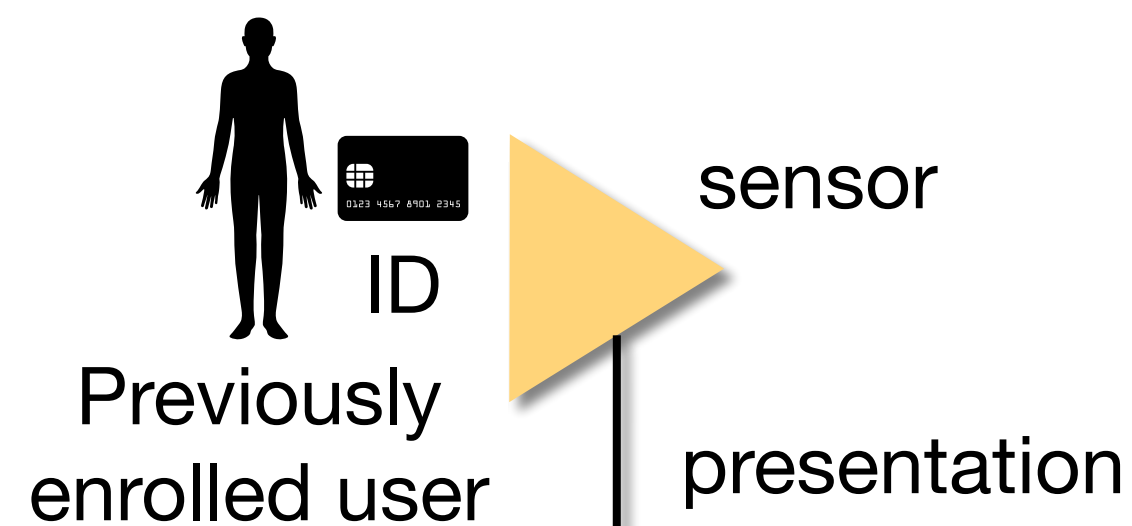 0123 4567 8901 2345
sensor
ID
Previously
enrolled user
presentation